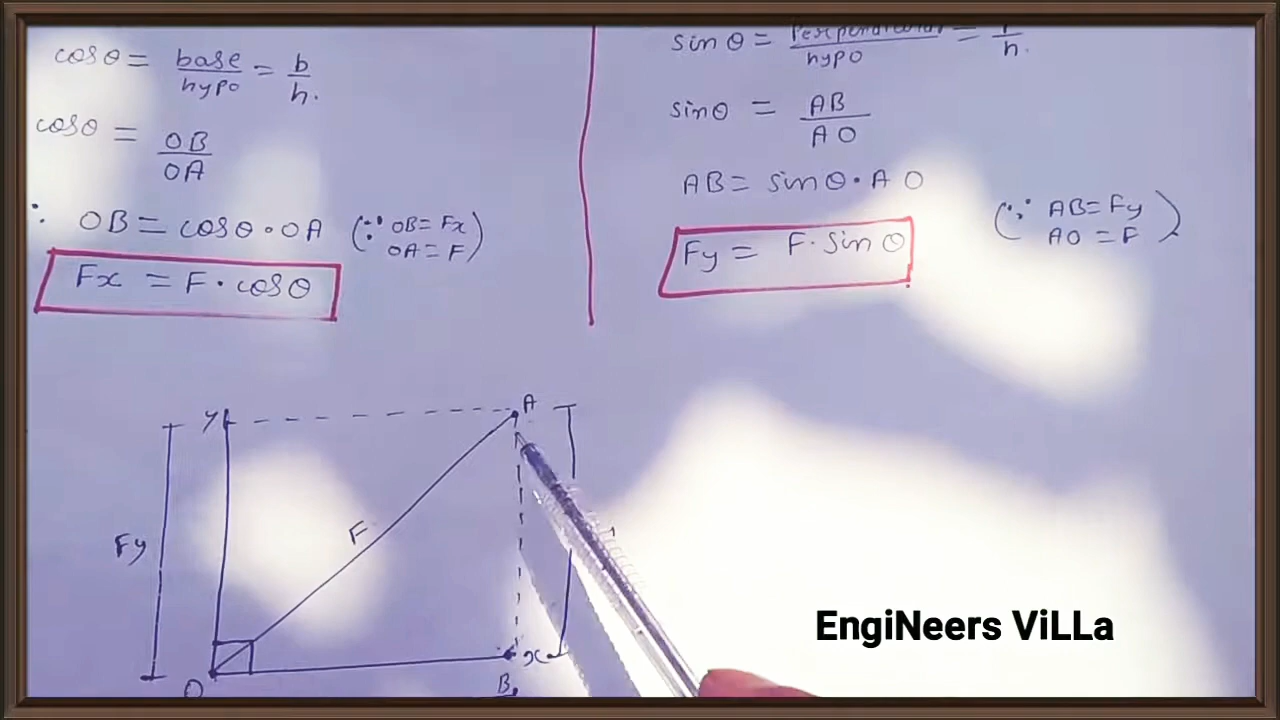 cosθ = base/hypo = b/h.
cosθ = OB/OA
∴ OB = cosθ · OA (∵ OB = Fx
OA = F)
Fx = F · cosθ
sinθ = Perpendicular/hypo = /h.
sinθ = AB/AO
AB = sinθ · AO
(∵ AB = Fy
AO = F)
Fy = F · sinθ
y
A
Fy
F
x
O
B
EngiNeers ViLLa